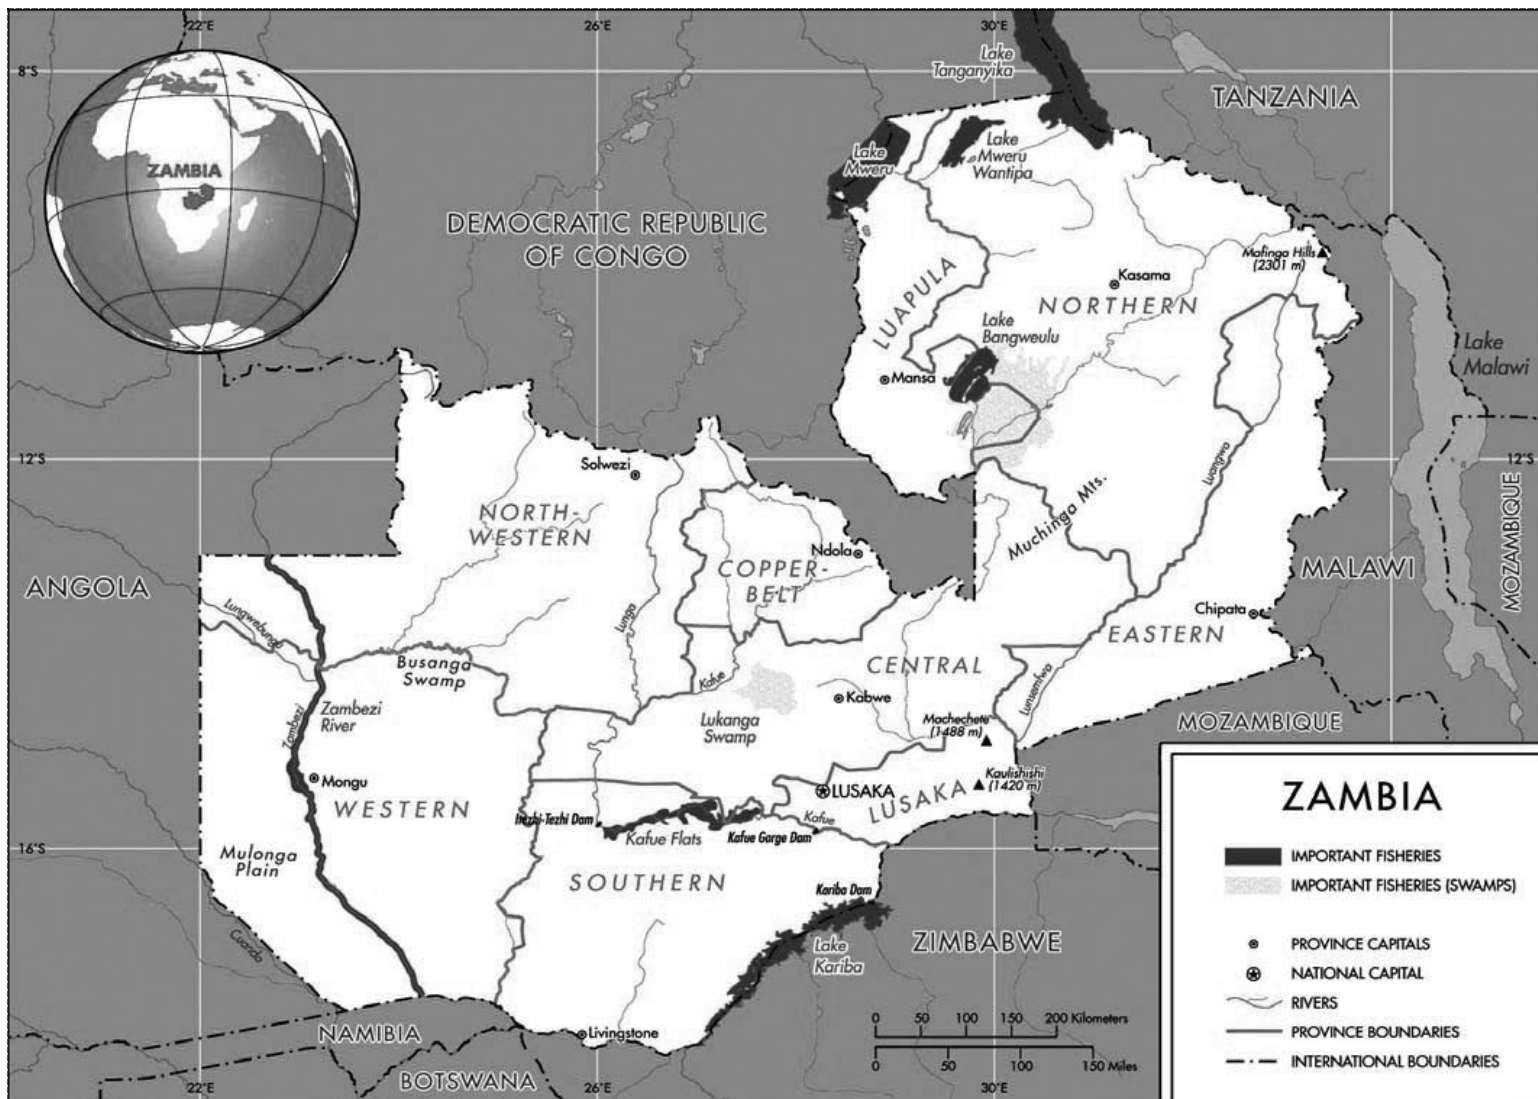 22°E
26°E
30°E
8°S
Lake
Tanganyika
TANZANIA
ZAMBIA
Lake
Mweru
Lake
Mweru
Wantipa
DEMOCRATIC REPUBLIC
OF CONGO
Mafinga Hills
(2301 m)
Kasama
LUAPULA
NORTHERN
Lake
Bangweulu
Lake
Malawi
Mansa
12°S
12°S
Solwezi
Luangwa
Muchinga Mts.
MOZAMBIQUE
NORTH-
WESTERN
Ndola
COPPER-
BELT
ANGOLA
MALAWI
Lungwebungo
Lunga
Chipata
EASTERN
Busanga
Swamp
CENTRAL
Kafue
Kabwe
Lunsemfwa
Zambezi
Zambezi
River
Lukanga
Swamp
Machechete
(1488 m)
MOZAMBIQUE
Mongu
WESTERN
LUSAKA
LUSAKA
Kaulishishi
(1420 m)
Itezhi-Tezhi Dam
Kafue Flats
Kafue Gorge Dam
Kafue
16°S
Mulonga
Plain
SOUTHERN
Kariba Dam
Cuando
Lake
Kariba
ZIMBABWE
NAMIBIA
Livingstone
BOTSWANA
0 50 100 150 200 Kilometers
0 50 100 150 Miles
22°E
26°E
30°E
ZAMBIA
IMPORTANT FISHERIES
IMPORTANT FISHERIES (SWAMPS)
PROVINCE CAPITALS
NATIONAL CAPITAL
RIVERS
PROVINCE BOUNDARIES
INTERNATIONAL BOUNDARIES